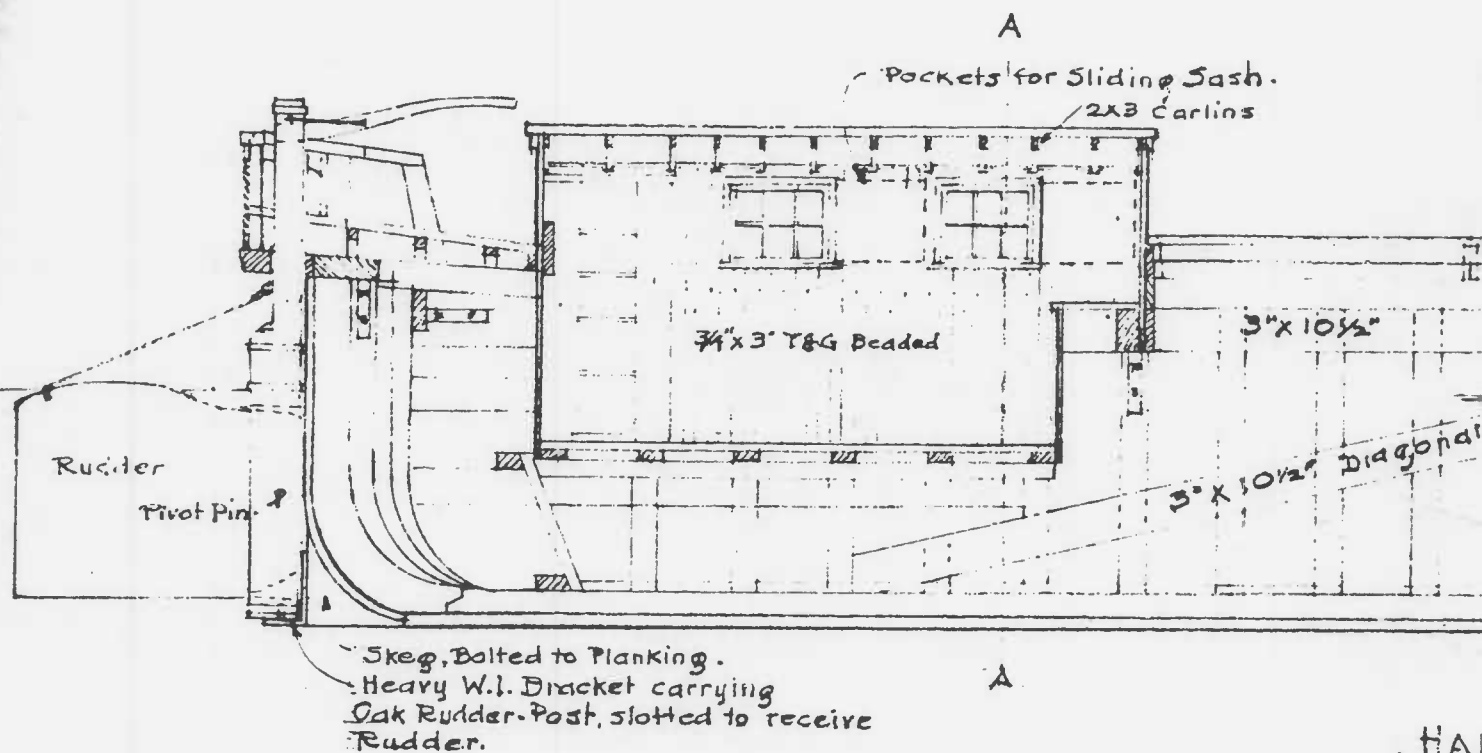 A
Pockets for Sliding Sash.
2x3 Carlins
3/4" x 3" T&G Beaded
3" x 10 1/2"
3" x 10 1/2" Diagonal
Rudder
Pivot Pin.
Skeg, Bolted to Planking.
Heavy W.I. Bracket carrying
Oak Rudder-Post, slotted to receive
Rudder.
A